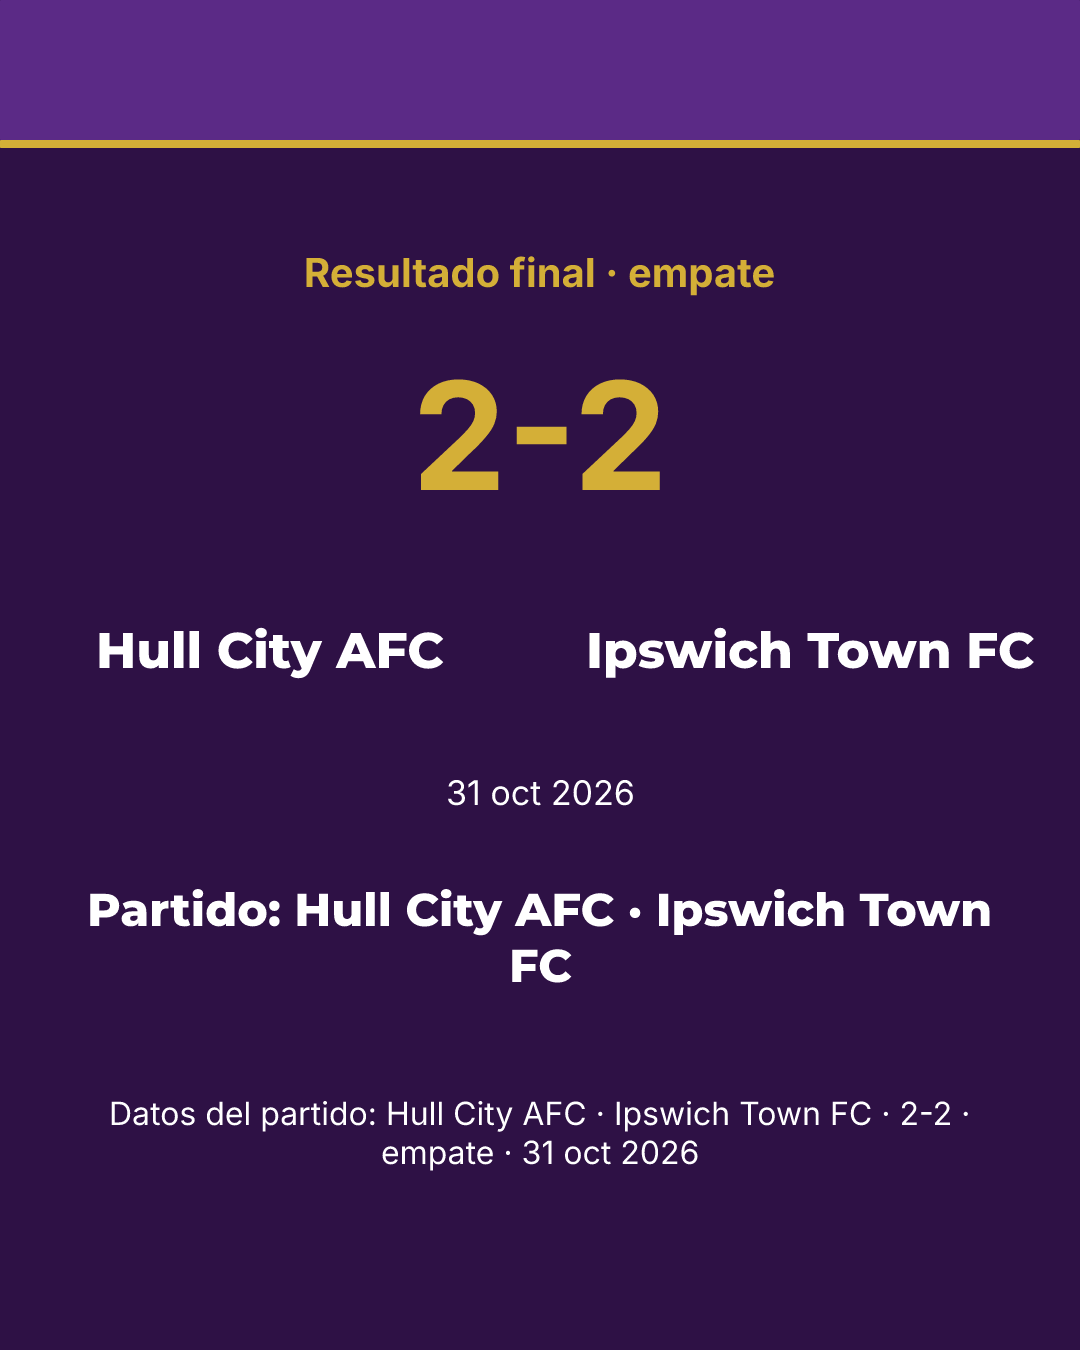 Resultado final · empate
2-2
Hull City AFC Ipswich Town FC
31 oct 2026
Partido: Hull City AFC · Ipswich Town
FC
Datos del partido: Hull City AFC · Ipswich Town FC · 2-2 ·
empate · 31 oct 2026